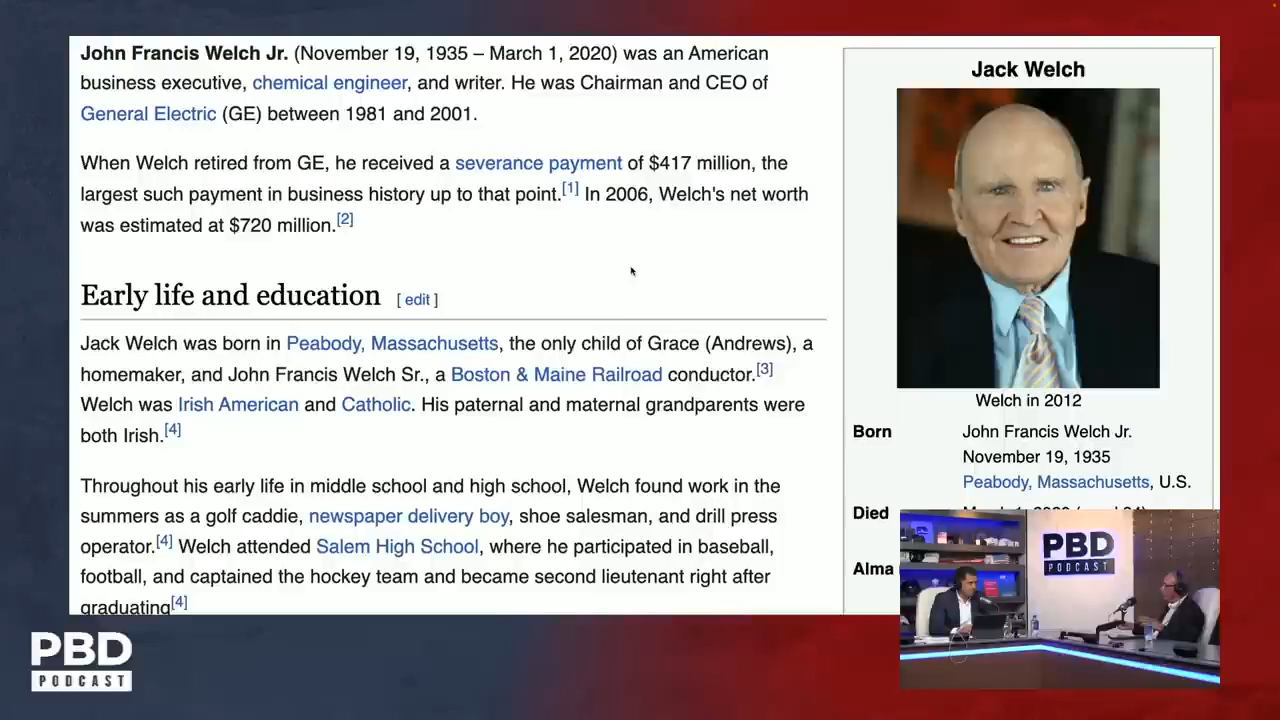 John Francis Welch Jr. (November 19, 1935 – March 1, 2020) was an American
business executive, chemical engineer, and writer. He was Chairman and CEO of
General Electric (GE) between 1981 and 2001.
When Welch retired from GE, he received a severance payment of $417 million, the
largest such payment in business history up to that point.[1] In 2006, Welch's net worth
was estimated at $720 million.[2]
Early life and education [ edit ]
Jack Welch was born in Peabody, Massachusetts, the only child of Grace (Andrews), a
homemaker, and John Francis Welch Sr., a Boston & Maine Railroad conductor.[3]
Welch was Irish American and Catholic. His paternal and maternal grandparents were
both Irish.[4]
Throughout his early life in middle school and high school, Welch found work in the
summers as a golf caddie, newspaper delivery boy, shoe salesman, and drill press
operator.[4] Welch attended Salem High School, where he participated in baseball,
football, and captained the hockey team and became second lieutenant right after
graduating[4]
Jack Welch
Welch in 2012
Born John Francis Welch Jr.
November 19, 1935
Peabody, Massachusetts, U.S.
Died
Alma
PBD
PODCAST
PBD
PODCAST